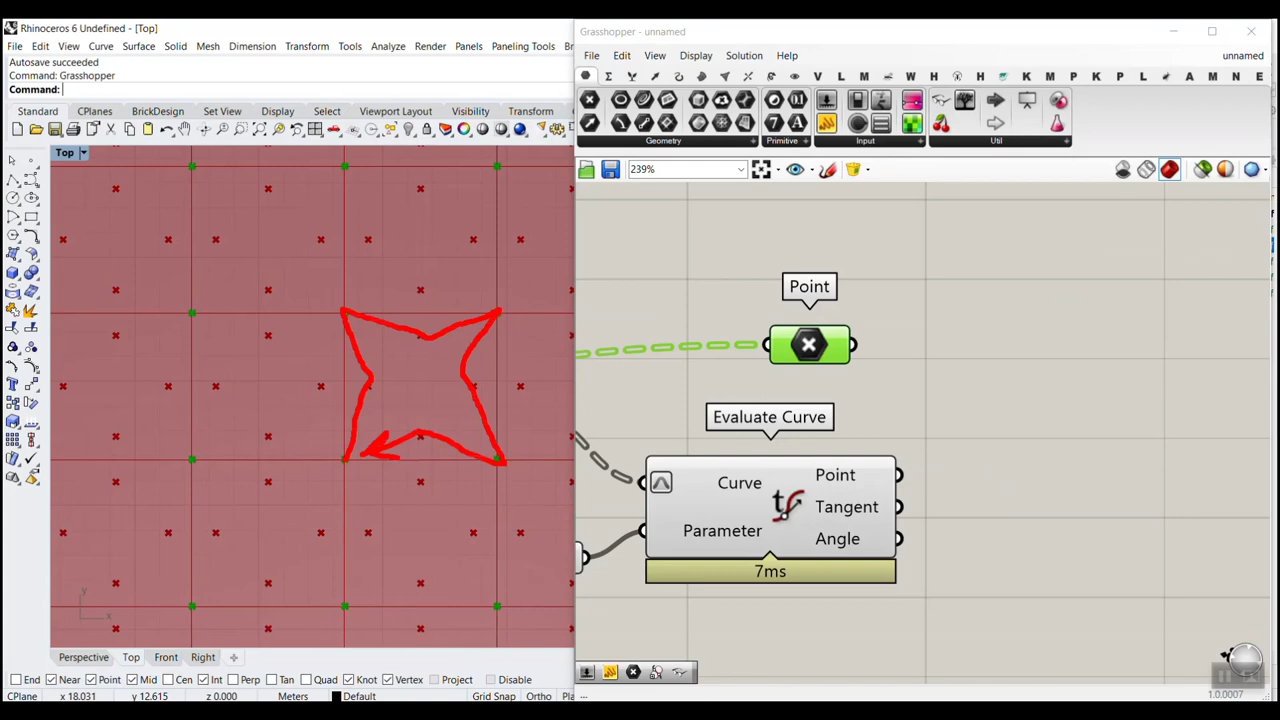 Rhinoceros 6 Undefined - [Top]
File Edit View Curve Surface Solid Mesh Dimension Transform Tools Analyze Render Panels Paneling Tools
Autosave succeeded
Command: Grasshopper
Command:
Standard CPlanes Set View Display Select Viewport Layout Visibility Transform
BrickDesign
Top
y
x
Perspective Top Front Right
End Near Point Mid Cen Int Perp Tan Quad Knot Vertex Project Disable
CPlane x 18.031 y 12.615 z 0.000 Meters Default Grid Snap Ortho
Grasshopper - unnamed
File Edit View Display Solution Help unnamed
V L M W H H K M P K P L A M W N E
Geometry Primitive Input Util
239%
Point
Evaluate Curve
Curve
Parameter
t
Point
Tangent
Angle
7ms
...
1.0.0007